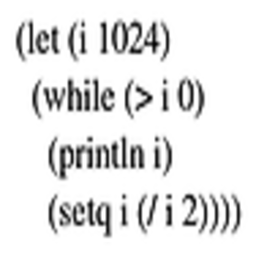 (let (i 1024)
(while (> i 0)
(println i)
(setq i (/ i 2))))